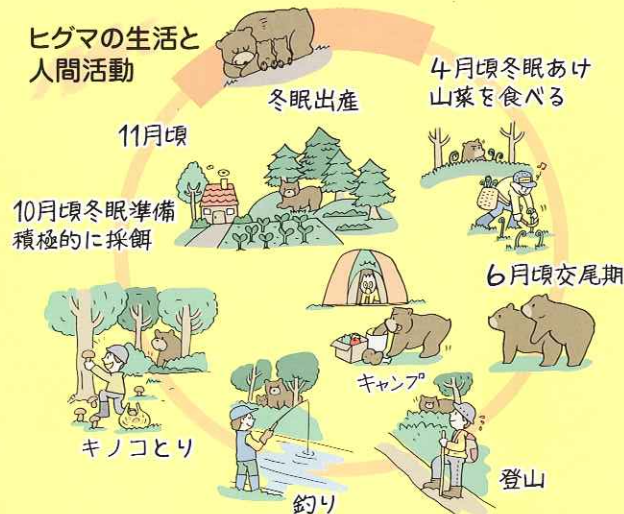 ヒグマの生活と
人間活動
冬眠出産
4月頃冬眠あけ
山菜を食べる
6月頃交尾期
登山
キャンプ
釣り
キノコとり
10月頃冬眠準備
積極的に採餌
11月頃